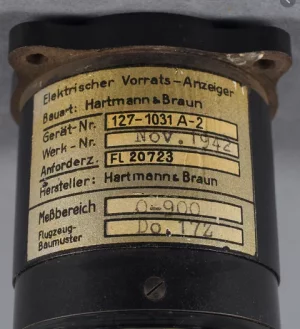 Elektrischer Vorrats-Anzeiger
Bauart: Hartmann & Braun
Gerät-Nr. 127-1031 A-2
Werk-Nr. Nov. 1942
Anforderz. FL 20723
Hersteller: Hartmann & Braun
Meßbereich 0-900
Flugzeug-Baumuster Do. 17Z